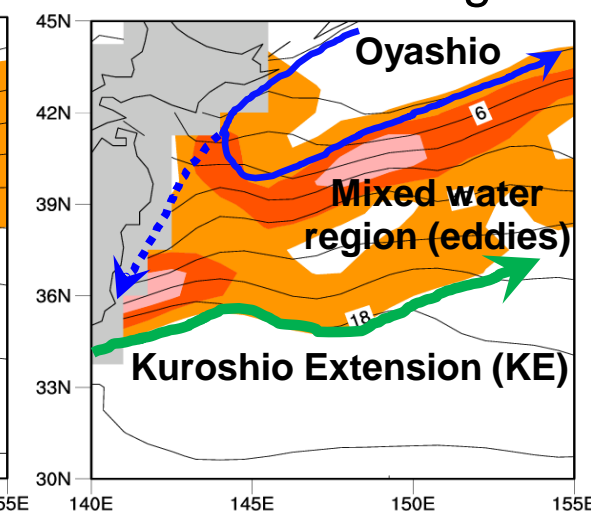 45N
Oyashio
42N
6
39N
Mixed water
region (eddies)
36N
18
Kuroshio Extension (KE)
33N
30N
55E 140E 145E 150E 155E